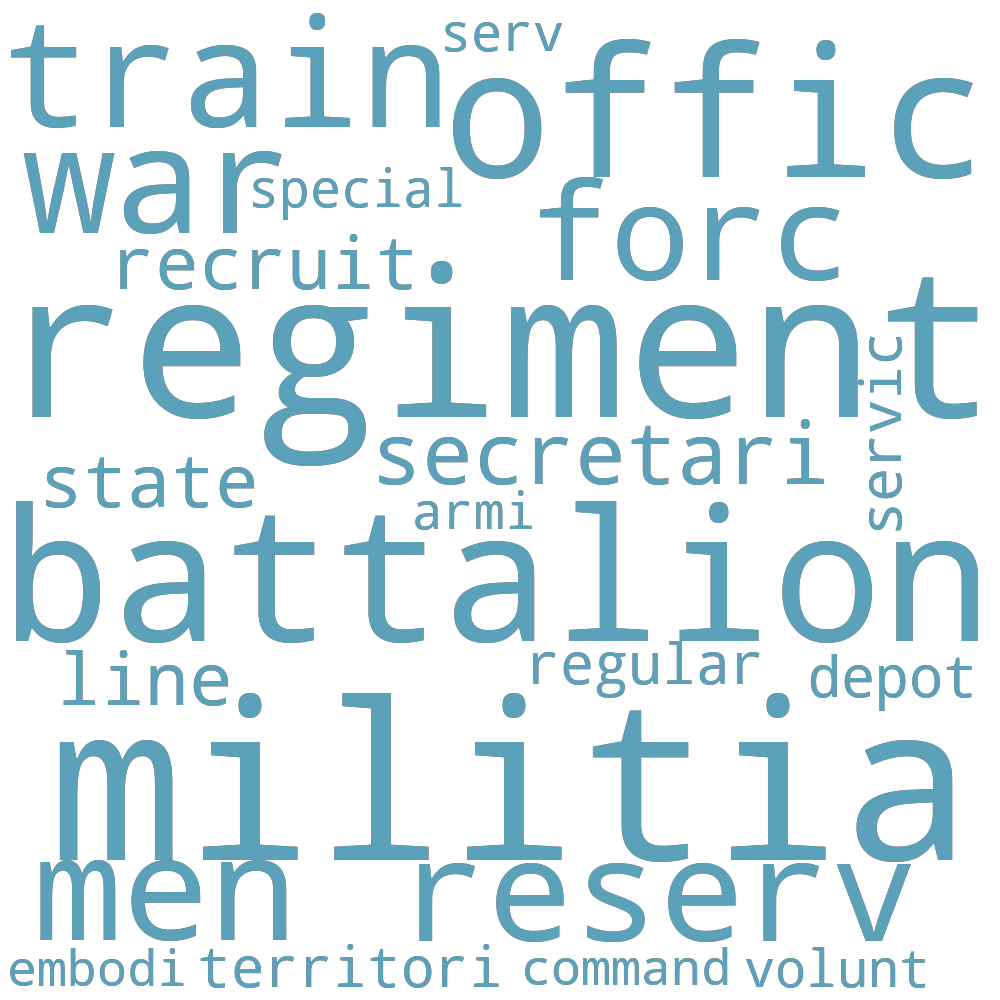 serv
train
offic
war
special
forc
recruit
regiment
servic
secretari
state
armi
battalion
line
regular
depot
militia
men
reserv
embodi
territori
command
volunt